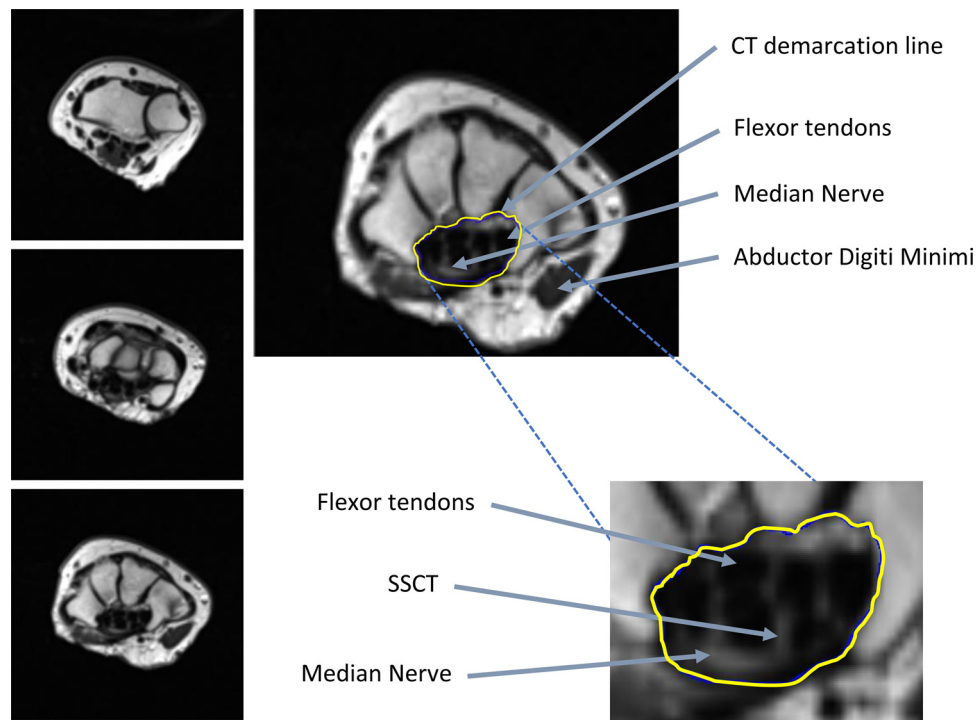 CT demarcation line
Flexor tendons
Median Nerve
Abductor Digiti Minimi
Flexor tendons
SSCT
Median Nerve